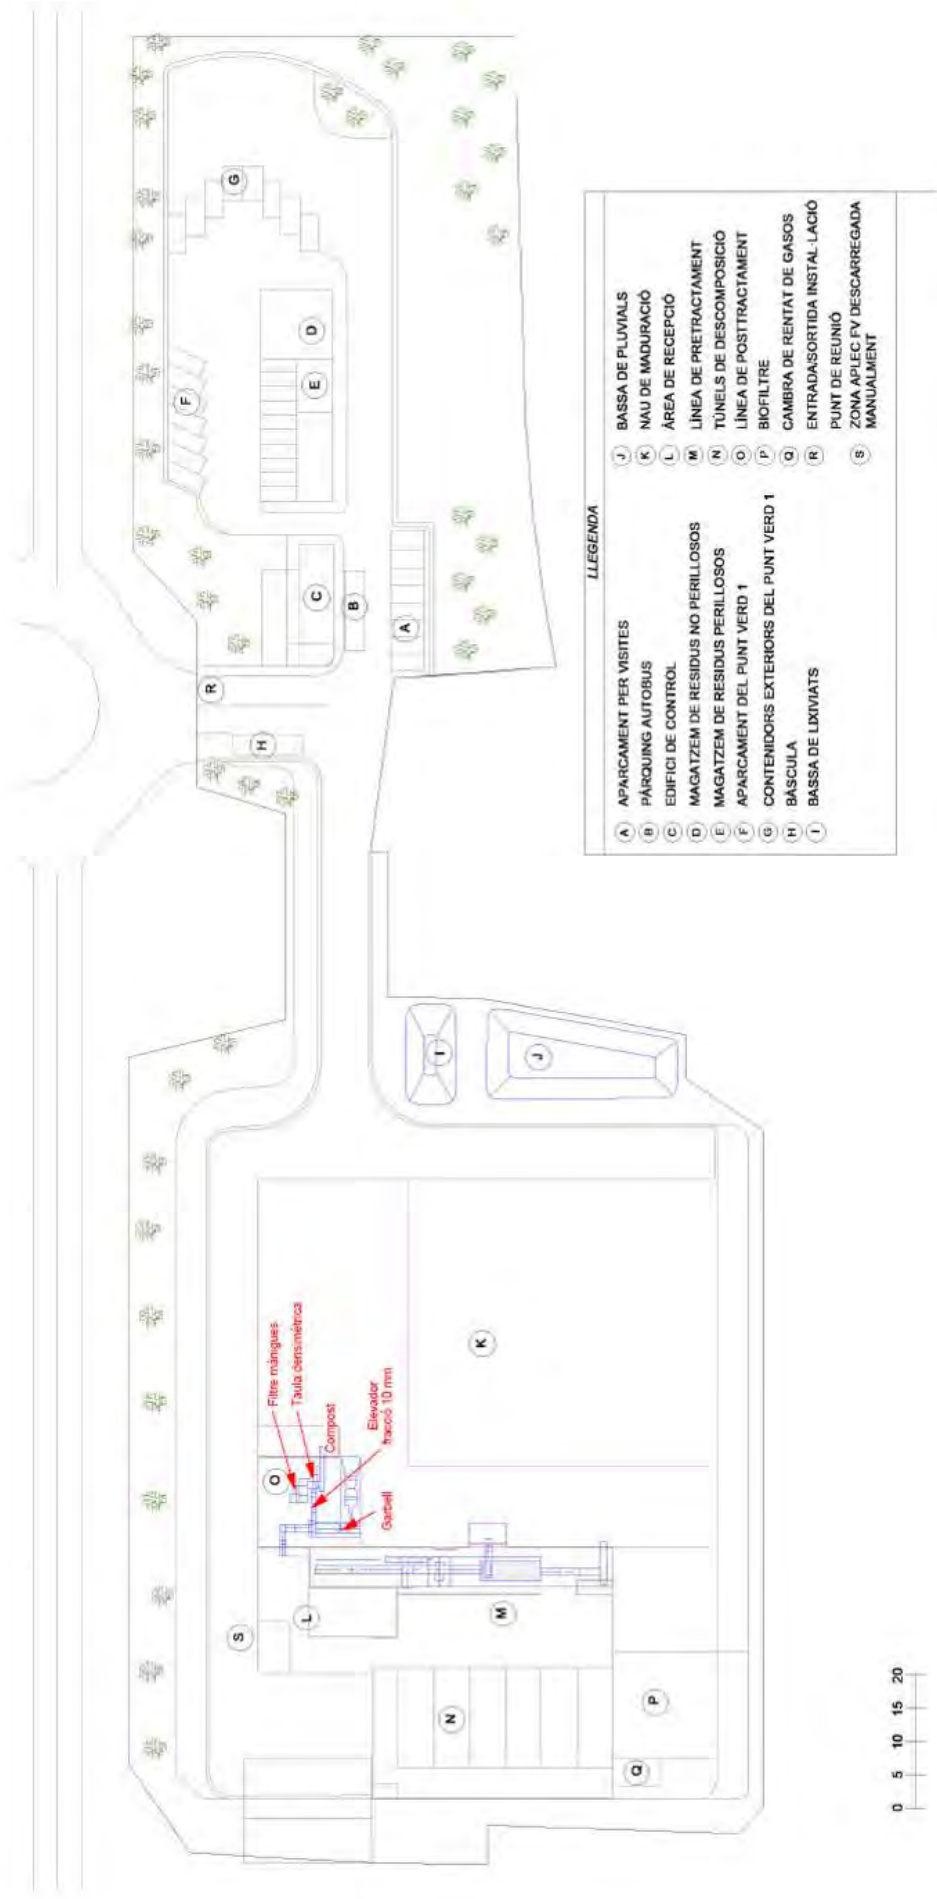 LLEGENDA
A APARCAMENT PER VISITES
B PÀRQUING AUTOBUS
C EDIFICI DE CONTROL
D MAGATZEM DE RESIDUS NO PERILLOSOS
E MAGATZEM DE RESIDUS PERILLOSOS
F APARCAMENT DEL PUNT VERD 1
G CONTENIDORS EXTERIORS DEL PUNT VERD 1
H BÀSCULA
I BASSA DE LIXIVIATS
J BASSA DE PLUVIALS
K NAU DE MADURACIÓ
L ÀREA DE RECEPCIÓ
M LÍNEA DE PRETRACTAMENT
N TÚNELS DE DESCOMPOSICIÓ
O LÍNEA DE POSTTRACTAMENT
P BIOFILTRE
Q CAMBRA DE RENTAT DE GASOS
R ENTRADA/SORTIDA INSTAL·LACIÓ
PUNT DE REUNIÓ
S ZONA APLEC FV DESCARREGADA
MANUALMENT
Filtre mànigues
Taula densimètrica
Compost
Elevador
fracció 10 mm
Garbell
S
O
L
M
N
Q
P
K
I
J
H
R
A
B
C
D
E
F
G
0 5 10 15 20